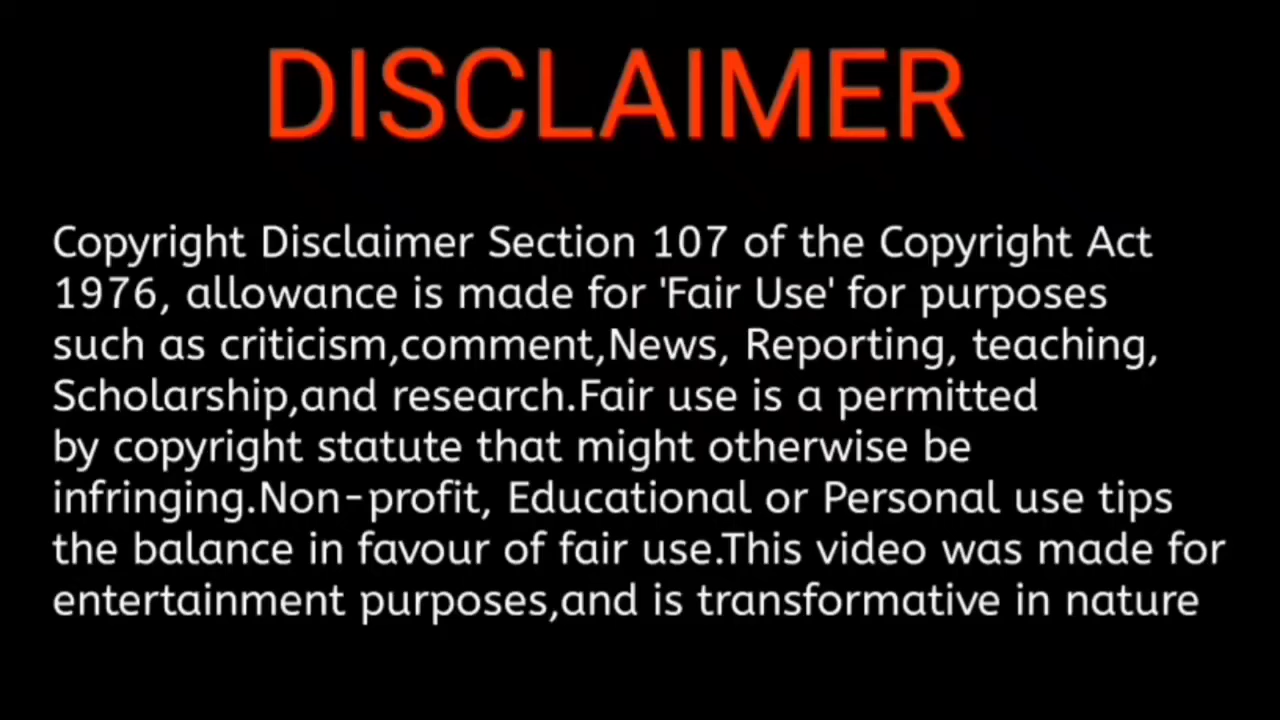 DISCLAIMER
Copyright Disclaimer Section 107 of the Copyright Act
1976, allowance is made for 'Fair Use' for purposes
such as criticism,comment,News, Reporting, teaching,
Scholarship,and research.Fair use is a permitted
by copyright statute that might otherwise be
infringing.Non-profit, Educational or Personal use tips
the balance in favour of fair use.This video was made for
entertainment purposes,and is transformative in nature